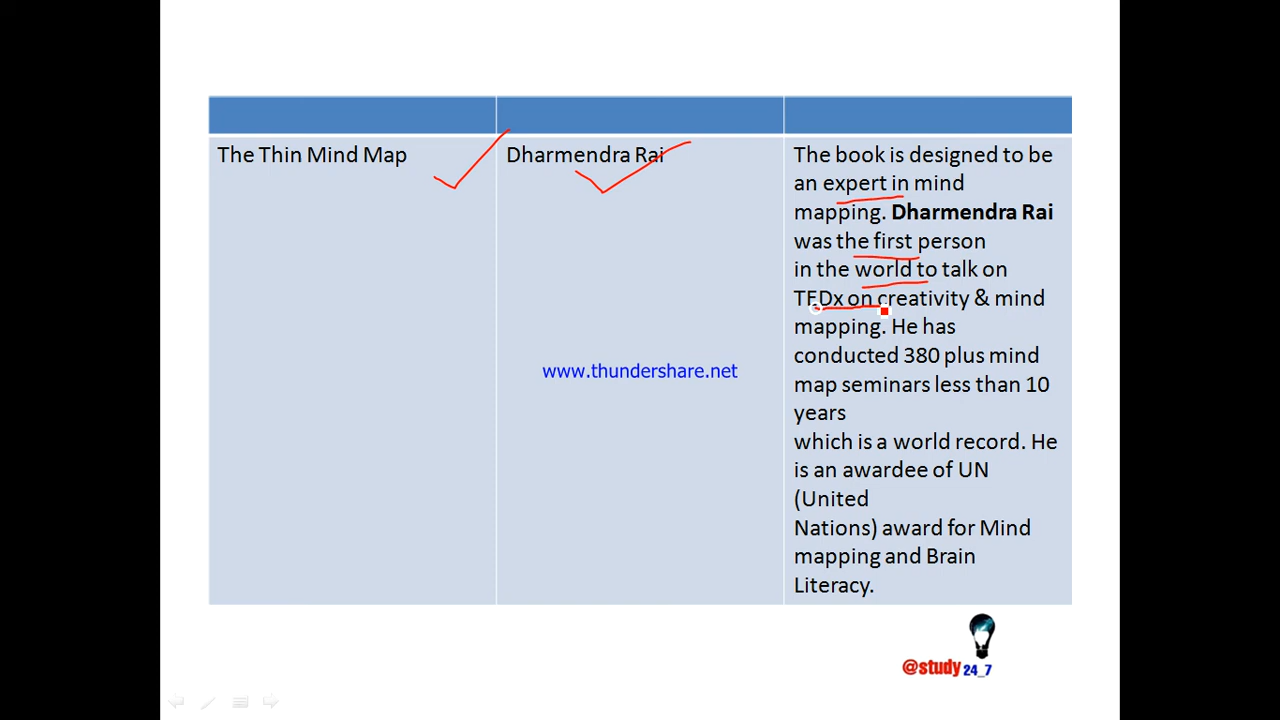 The Thin Mind Map
Dharmendra Rai
The book is designed to be
an expert in mind
mapping. Dharmendra Rai
was the first person
in the world to talk on
TEDx on creativity & mind
mapping. He has
conducted 380 plus mind
map seminars less than 10
years
which is a world record. He
is an awardee of UN
(United
Nations) award for Mind
mapping and Brain
Literacy.
www.thundershare.net
@study 24_7